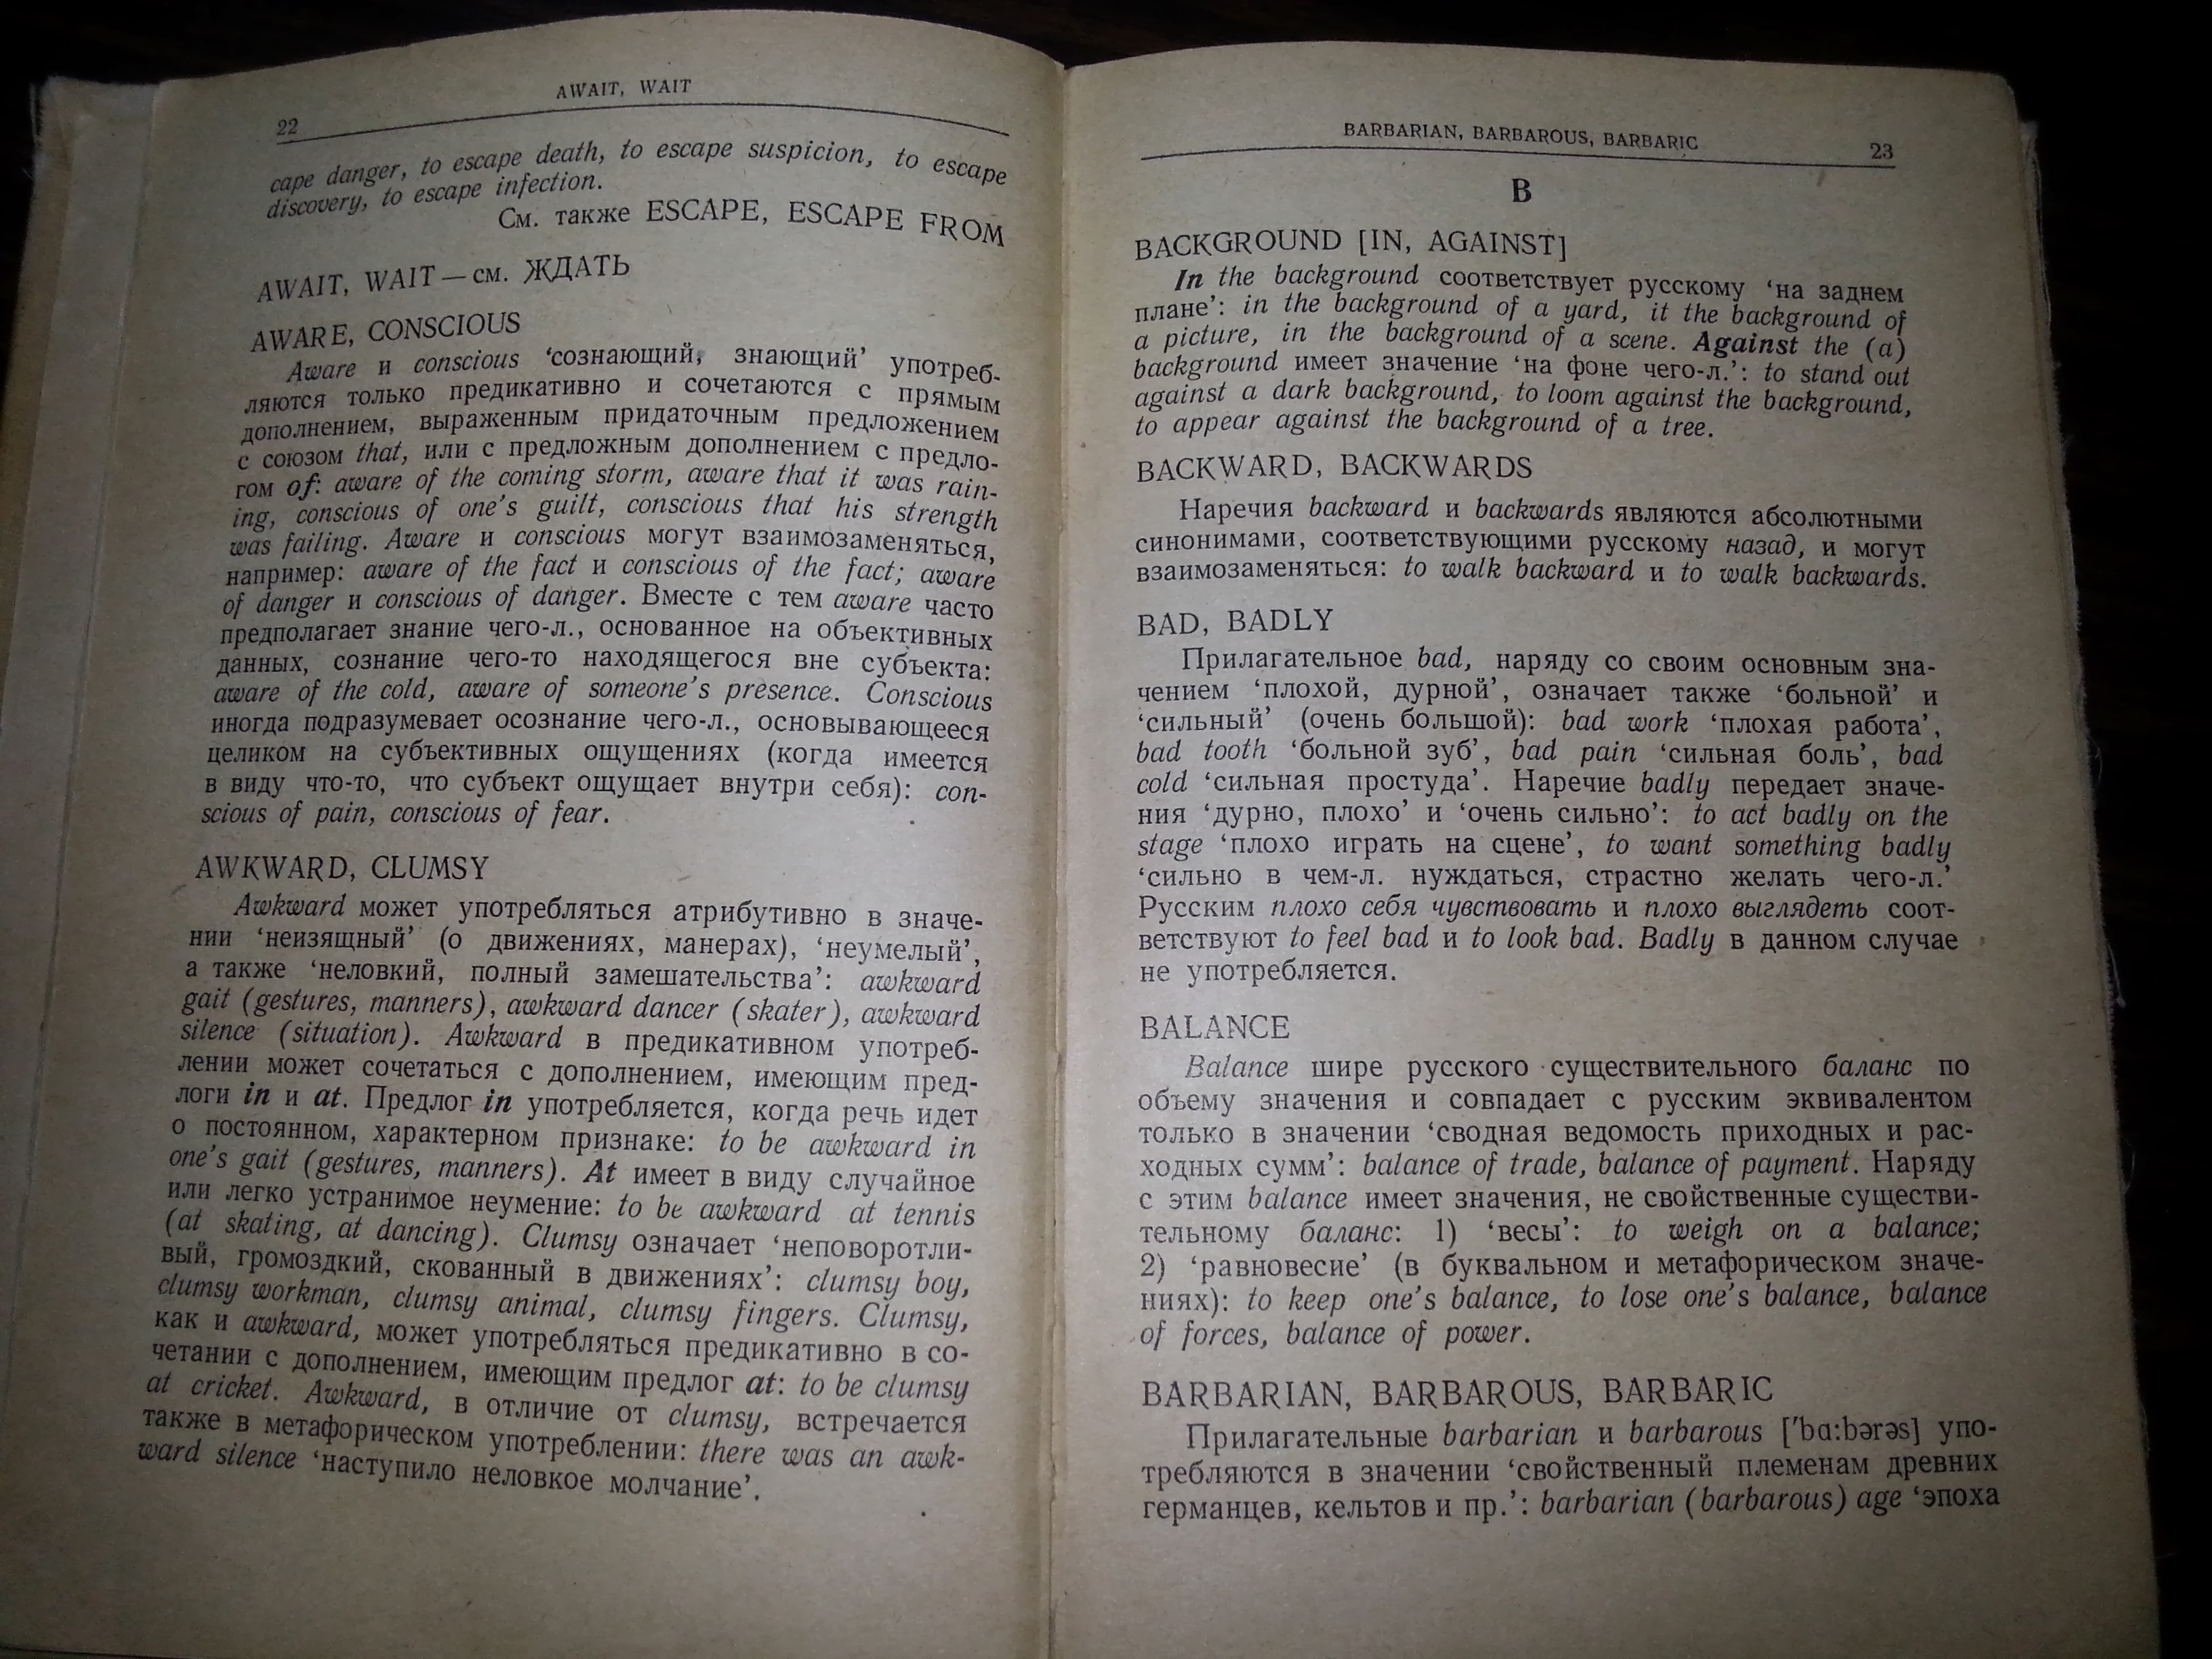 AWAIT, WAIT
22
cape danger, to escape death, to escape suspicion, to escape
discovery, to escape infection.
См. также ESCAPE, ESCAPE FROM
AWAIT, WAIT — см. ЖДАТЬ
AWARE, CONSCIOUS
Aware и conscious ‘сознающий, знающий’ употреб-
ляются только предикативно и сочетаются с прямым
дополнением, выраженным придаточным предложением
с союзом that, или с предложным дополнением с предло-
гом of: aware of the coming storm, aware that it was rain-
ing, conscious of one’s guilt, conscious that his strength
was failing. Aware и conscious могут взаимозаменяться,
например: aware of the fact и conscious of the fact; aware
of danger и conscious of danger. Вместе с тем aware часто
предполагает знание чего-л., основанное на объективных
данных, сознание чего-то находящегося вне субъекта:
aware of the cold, aware of someone’s presence. Conscious
иногда подразумевает осознание чего-л., основывающееся
целиком на субъективных ощущениях (когда имеется
в виду что-то, что субъект ощущает внутри себя): con-
scious of pain, conscious of fear.
AWKWARD, CLUMSY
Awkward может употребляться атрибутивно в значе-
нии ‘неизящный’ (о движениях, манерах), ‘неумелый’,
а также ‘неловкий, полный замешательства’: awkward
gait (gestures, manners), awkward dancer (skater), awkward
silence (situation). Awkward в предикативном употреб-
лении может сочетаться с дополнением, имеющим пред-
логи in и at. Предлог in употребляется, когда речь идет
о постоянном, характерном признаке: to be awkward in
one’s gait (gestures, manners). At имеет в виду случайное
или легко устранимое неумение: to be awkward at tennis
(at skating, at dancing). Clumsy означает ‘неповоротли-
вый, громоздкий, скованный в движениях’: clumsy boy,
clumsy workman, clumsy animal, clumsy fingers. Clumsy,
как и awkward, может употребляться предикативно в со-
четании с дополнением, имеющим предлог at: to be clumsy
at cricket. Awkward, в отличие от clumsy, встречается
также в метафорическом употреблении: there was an awk-
ward silence ‘наступило неловкое молчание’.
BARBARIAN, BARBAROUS, BARBARIC
23
B
BACKGROUND [IN, AGAINST]
In the background соответствует русскому ‘на заднем
плане’: in the background of a yard, it the background of
a picture, in the background of a scene. Against the (a)
background имеет значение ‘на фоне чего-л.’: to stand out
against a dark background, to loom against the background,
to appear against the background of a tree.
BACKWARD, BACKWARDS
Наречия backward и backwards являются абсолютными
синонимами, соответствующими русскому назад, и могут
взаимозаменяться: to walk backward и to walk backwards.
BAD, BADLY
Прилагательное bad, наряду со своим основным зна-
чением ‘плохой, дурной’, означает также ‘больной’ и
‘сильный’ (очень большой): bad work ‘плохая работа’,
bad tooth ‘больной зуб’, bad pain ‘сильная боль’, bad
cold ‘сильная простуда’. Наречие badly передает значе-
ния ‘дурно, плохо’ и ‘очень сильно’: to act badly on the
stage ‘плохо играть на сцене’, to want something badly
‘сильно в чем-л. нуждаться, страстно желать чего-л.’
Русским плохо себя чувствовать и плохо выглядеть соот-
ветствуют to feel bad и to look bad. Badly в данном случае
не употребляется.
BALANCE
Balance шире русского существительного баланс по
объему значения и совпадает с русским эквивалентом
только в значении ‘сводная ведомость приходных и рас-
ходных сумм’: balance of trade, balance of payment. Наряду
с этим balance имеет значения, не свойственные существи-
тельному баланс: 1) ‘весы’: to weigh on a balance;
2) ‘равновесие’ (в буквальном и метафорическом значе-
ниях): to keep one’s balance, to lose one’s balance, balance
of forces, balance of power.
BARBARIAN, BARBAROUS, BARBARIC
Прилагательные barbarian и barbarous [ˈbɑ:bərəs] упо-
требляются в значении ‘свойственный племенам древних
германцев, кельтов и пр.’: barbarian (barbarous) age ‘эпоха